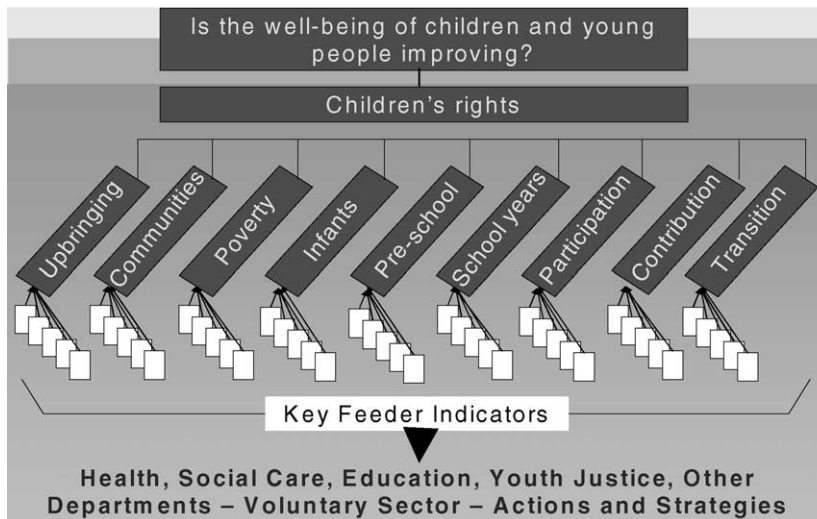 Is the well-being of children and young
people improving?
Children's rights
Upbringing
Communities
Poverty
Infants
Pre-school
School years
Participation
Contribution
Transition
Key Feeder Indicators
Health, Social Care, Education, Youth Justice, Other
Departments – Voluntary Sector – Actions and Strategies